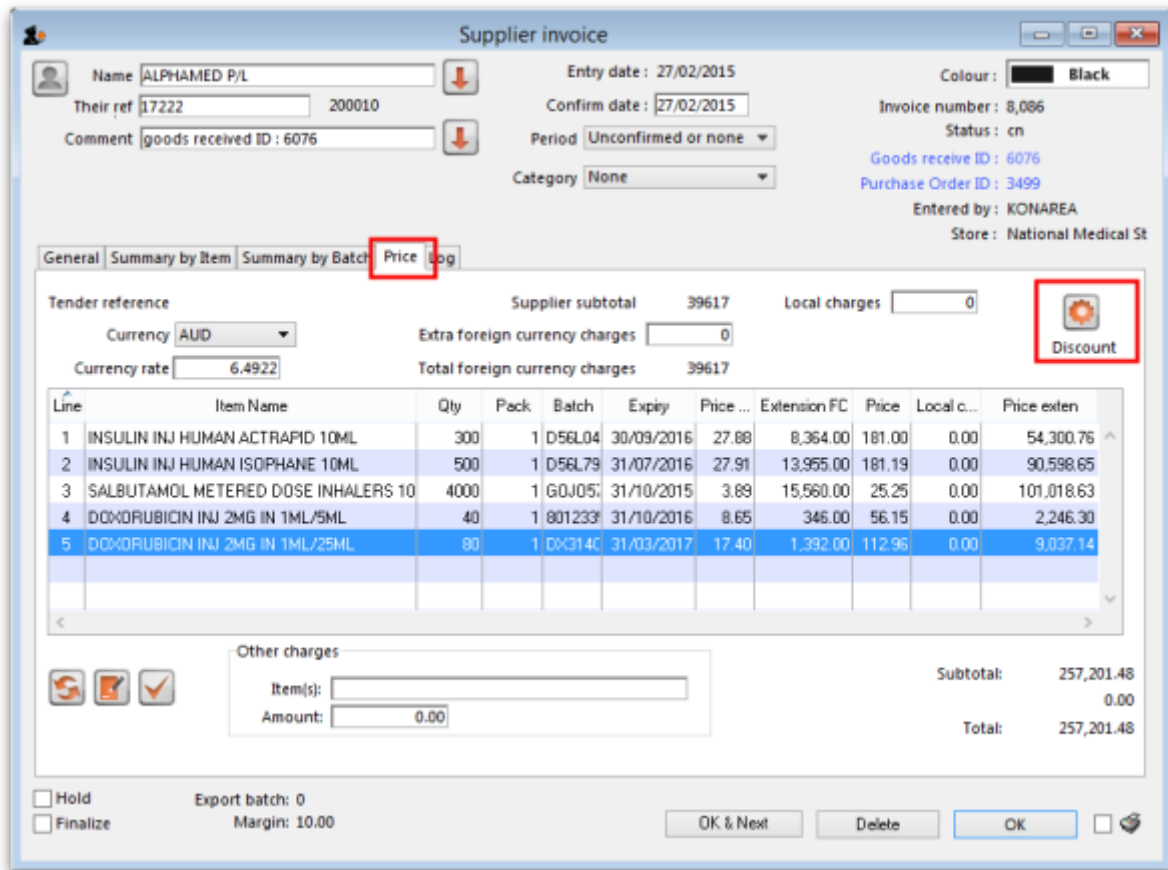 Supplier invoice
Name ALPHAMED P/L Entry date : 27/02/2015 Colour : Black
Their ref 17222 200010 Confirm date : 27/02/2015 Invoice number : 8,086
Comment goods received ID : 6076 Period Unconfirmed or none Status : cn
Category None Goods receive ID : 6076
Purchase Order ID : 3499
Entered by : KONAREA
Store : National Medical St
General Summary by Item Summary by Batch Price Log
Tender reference Supplier subtotal 39617 Local charges 0
Currency AUD Extra foreign currency charges 0 Discount
Currency rate 6.4922 Total foreign currency charges 39617
Line Item Name Qty Pack Batch Expiry Price ... Extension FC Price Local c... Price exten
1 INSULIN INJ HUMAN ACTRAPID 10ML 300 1 D56L04 30/09/2016 27.88 8,364.00 181.00 0.00 54,300.76
2 INSULIN INJ HUMAN ISOPHANE 10ML 500 1 D56L79 31/07/2016 27.91 13,955.00 181.19 0.00 90,598.65
3 SALBUTAMOL METERED DOSE INHALERS 10 4000 1 31/10/2015 3.89 15,560.00 25.25 0.00 101,018.63
4 DOXORUBICIN INJ 2MG IN 1ML/5ML 40 1 31/10/2016 8.65 346.00 56.15 0.00 2,246.30
5 DOXORUBICIN INJ 2MG IN 1ML/25ML 80 1 31/03/2017 17.40 1,392.00 112.96 0.00 9,037.14
Other charges
Item(s): Subtotal: 257,201.48
0.00
Amount: 0.00 Total: 257,201.48
Hold Export batch: 0
Finalize Margin: 10.00 OK & Next Delete OK